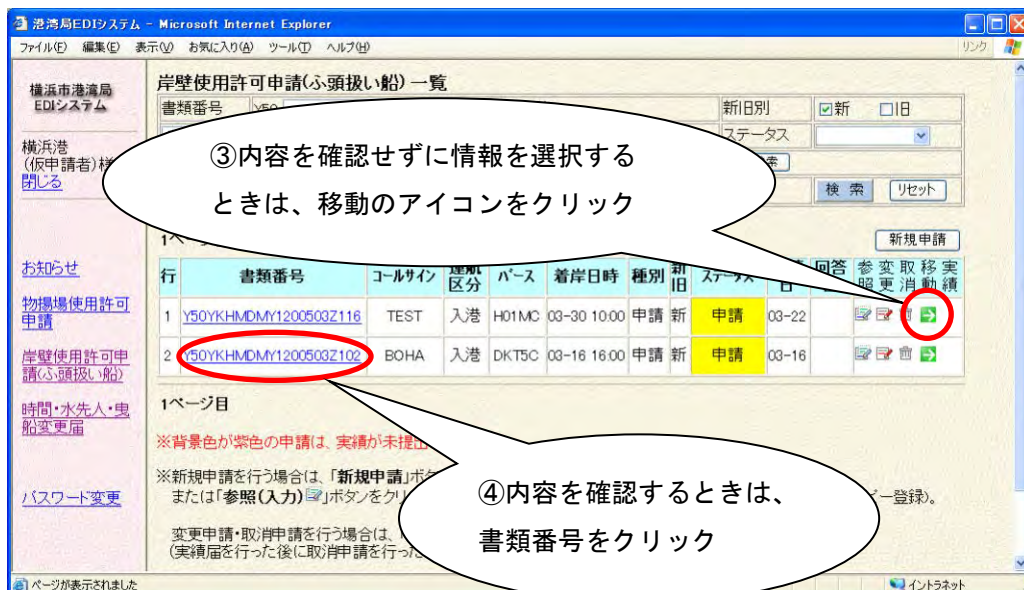 港湾局EDIシステム - Microsoft Internet Explorer
ファイル(F) 編集(E) 表示(V) お気に入り(A) ツール(T) ヘルプ(H)
リンク
横浜市港湾局
EDIシステム
横浜港
(仮申請者)様
閉じる
お知らせ
物揚場使用許可
申請
岸壁使用許可申
請(ふ頭扱い船)
時間・水先人・曳
船変更届
パスワード変更
岸壁使用許可申請(ふ頭扱い船) 一覧
書類番号 新旧別 新 旧
ステータス
検 索 リセット
③内容を確認せずに情報を選択する
ときは、移動のアイコンをクリック
新規申請
行 書類番号 コールサイン 運航区分 バース 着岸日時 種別 新旧 ステータス 日 回答 参照 変更 取消 移動 実績
1 Y50YKHMDMY1200503Z116 TEST 入港 H01MC 03-30 10:00 申請 新 申請 03-22
2 Y50YKHMDMY1200503Z102 BOHA 入港 DKT5C 03-16 16:00 申請 新 申請 03-16
1ページ目
※背景色が紫色の申請は、実績が未提出
※新規申請を行う場合は、「新規申請」ボタ
または「参照(入力)」ボタンをクリ
ー登録)。
変更申請・取消申請を行う場合は、
(実績届を行った後に取消申請を行った
④内容を確認するときは、
書類番号をクリック
ページが表示されました
イントラネット